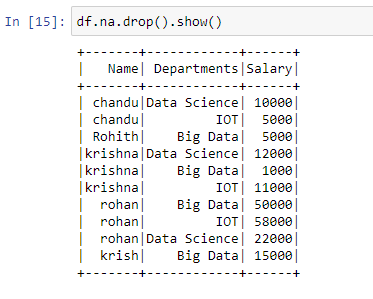 In [15]: df.na.drop().show()
+-------+------------+------+
|   Name| Departments|Salary|
+-------+------------+------+
| chandu|Data Science| 10000|
| chandu|         IOT|  5000|
| Rohith|    Big Data|  5000|
|krishna|Data Science| 12000|
|krishna|    Big Data|  1000|
|krishna|         IOT| 11000|
|  rohan|    Big Data| 50000|
|  rohan|         IOT| 58000|
|  rohan|Data Science| 22000|
|  krish|    Big Data| 15000|
+-------+------------+------+